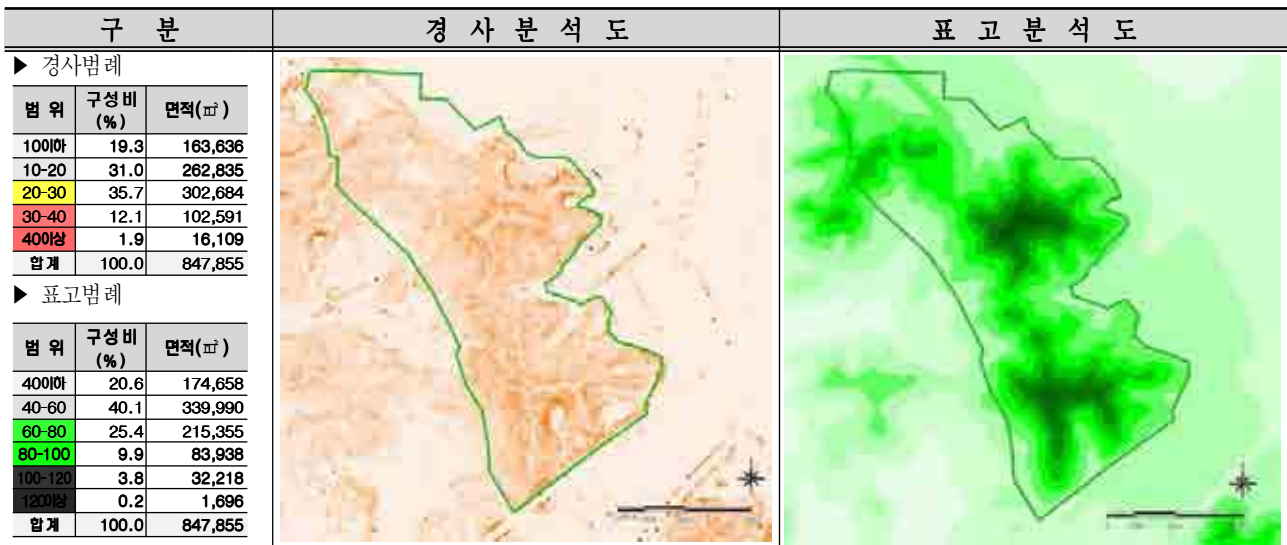 구 분 경 사 분 석 도 표 고 분 석 도
▶ 경사범례
범 위 구성비(%) 면적(㎡)
10이하 19.3 163,636
10-20 31.0 262,835
20-30 35.7 302,684
30-40 12.1 102,591
40이상 1.9 16,109
합계 100.0 847,855
▶ 표고범례
범 위 구성비(%) 면적(㎡)
40이하 20.6 174,658
40-60 40.1 339,990
60-80 25.4 215,355
80-100 9.9 83,938
100-120 3.8 32,218
120이상 0.2 1,696
합계 100.0 847,855